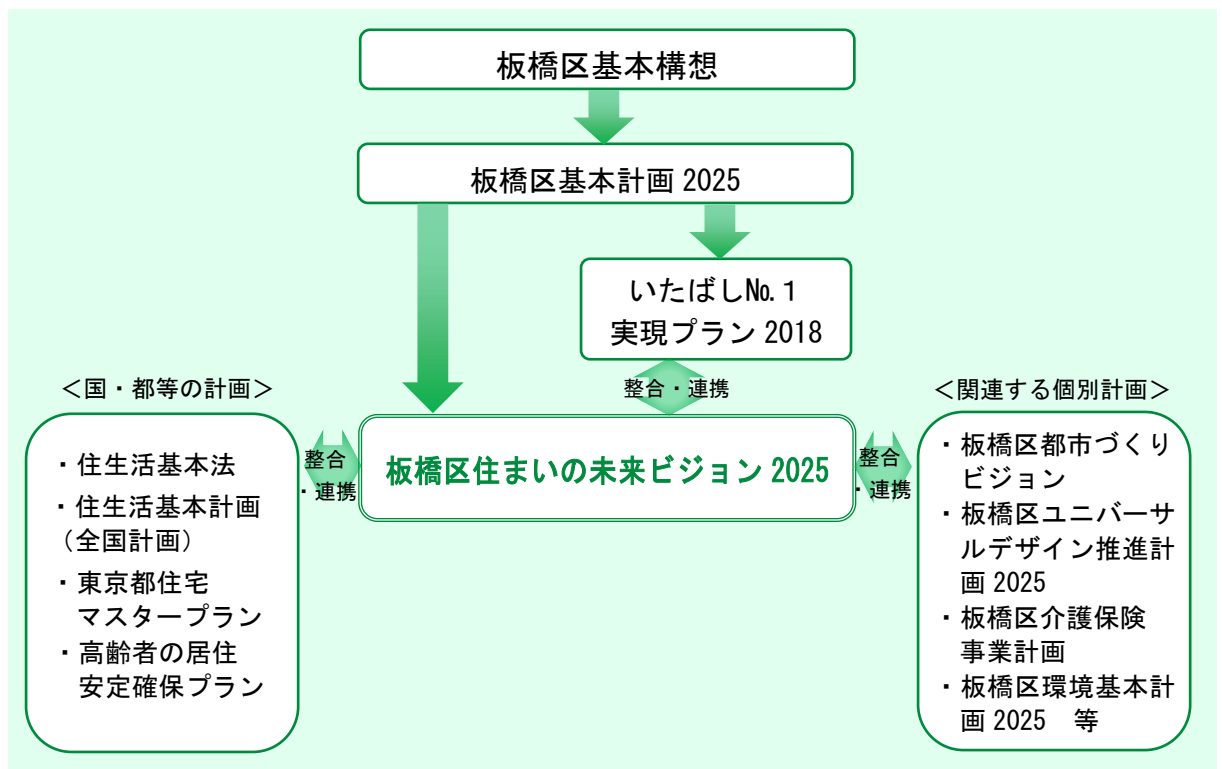 板橋区基本構想
板橋区基本計画 2025
いたばし№.１
実現プラン 2018
整合・連携
＜国・都等の計画＞
・住生活基本法
・住生活基本計画
（全国計画）
・東京都住宅
マスタープラン
・高齢者の居住
安定確保プラン
整合
・連携
板橋区住まいの未来ビジョン 2025
整合
・連携
＜関連する個別計画＞
・板橋区都市づくり
ビジョン
・板橋区ユニバーサ
ルデザイン推進計
画 2025
・板橋区介護保険
事業計画
・板橋区環境基本計
画 2025　等